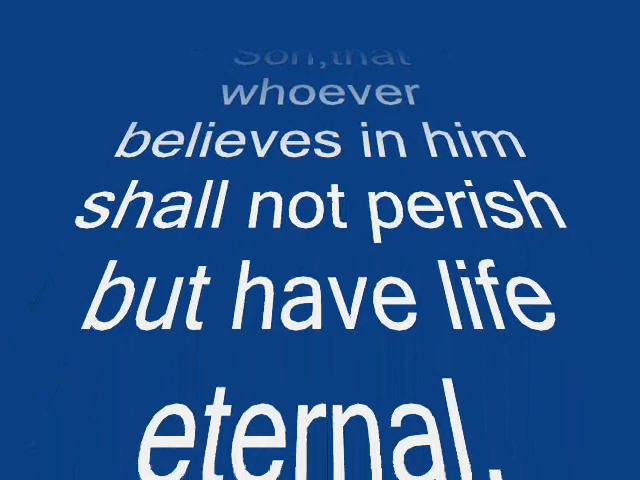 Son,that
whoever
believes in him
shall not perish
but have life
eternal.